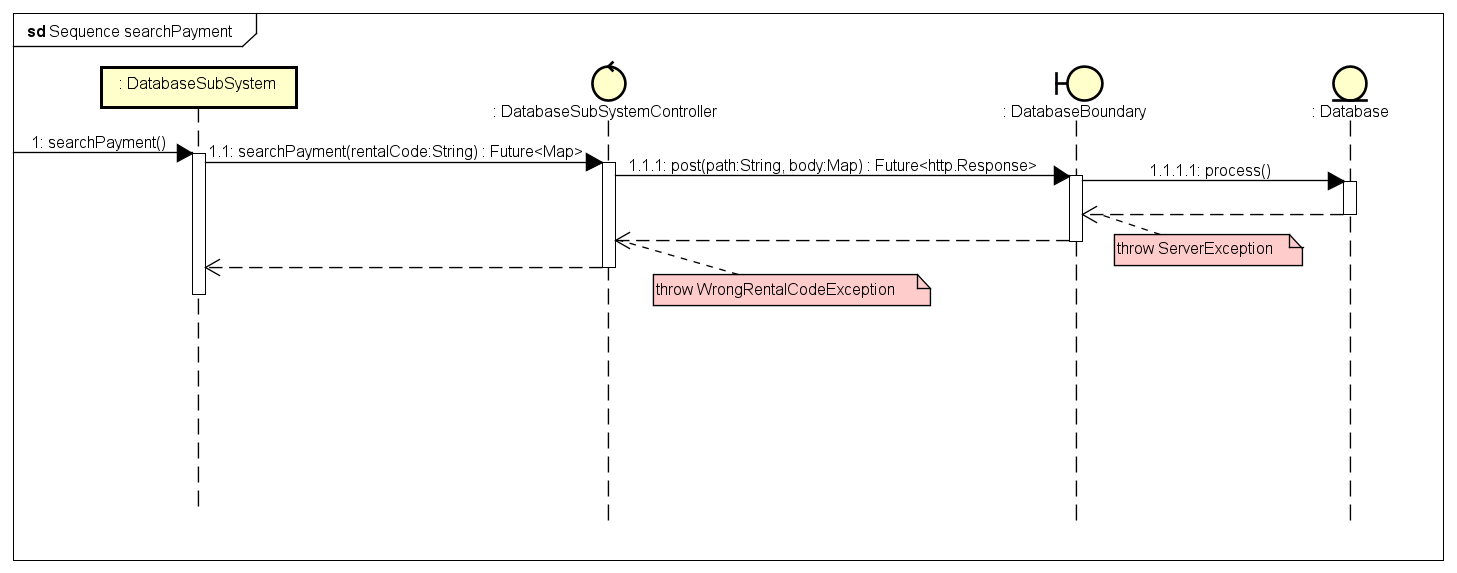 sd Sequence searchPayment
: DatabaseSubSystem
: DatabaseSubSystemController
: DatabaseBoundary
: Database
1: searchPayment()
1.1: searchPayment(rentalCode:String) : Future<Map>
1.1.1: post(path:String, body:Map) : Future<http.Response>
1.1.1.1: process()
throw ServerException
throw WrongRentalCodeException